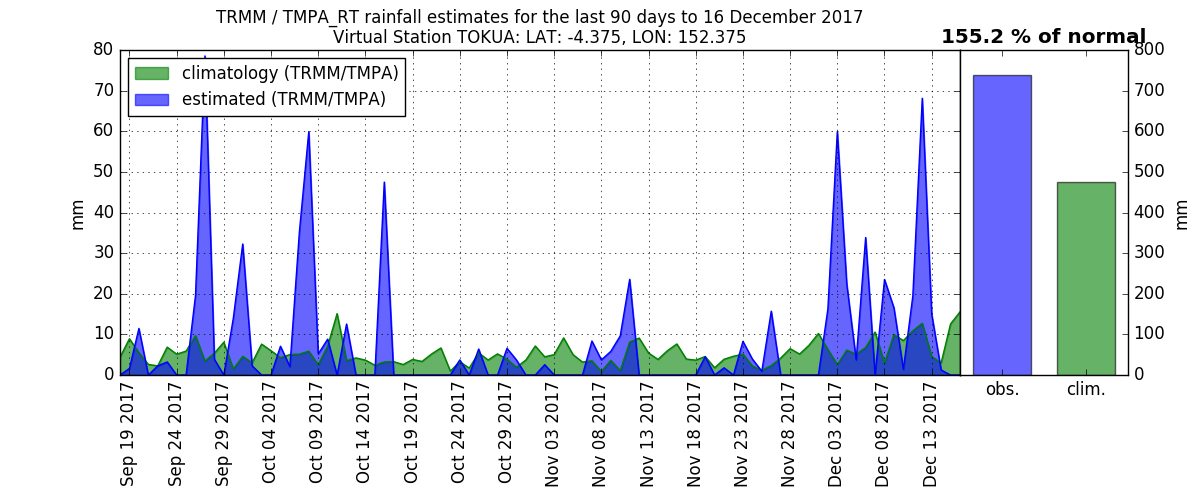 TRMM / TMPA_RT rainfall estimates for the last 90 days to 16 December 2017
Virtual Station TOKUA: LAT: -4.375, LON: 152.375
155.2 % of normal
climatology (TRMM/TMPA)
estimated (TRMM/TMPA)
mm
80
70
60
50
40
30
20
10
0
Sep 19 2017
Sep 24 2017
Sep 29 2017
Oct 04 2017
Oct 09 2017
Oct 14 2017
Oct 19 2017
Oct 24 2017
Oct 29 2017
Nov 03 2017
Nov 08 2017
Nov 13 2017
Nov 18 2017
Nov 23 2017
Nov 28 2017
Dec 03 2017
Dec 08 2017
Dec 13 2017
obs.
clim.
800
700
600
500
400
300
200
100
0
mm